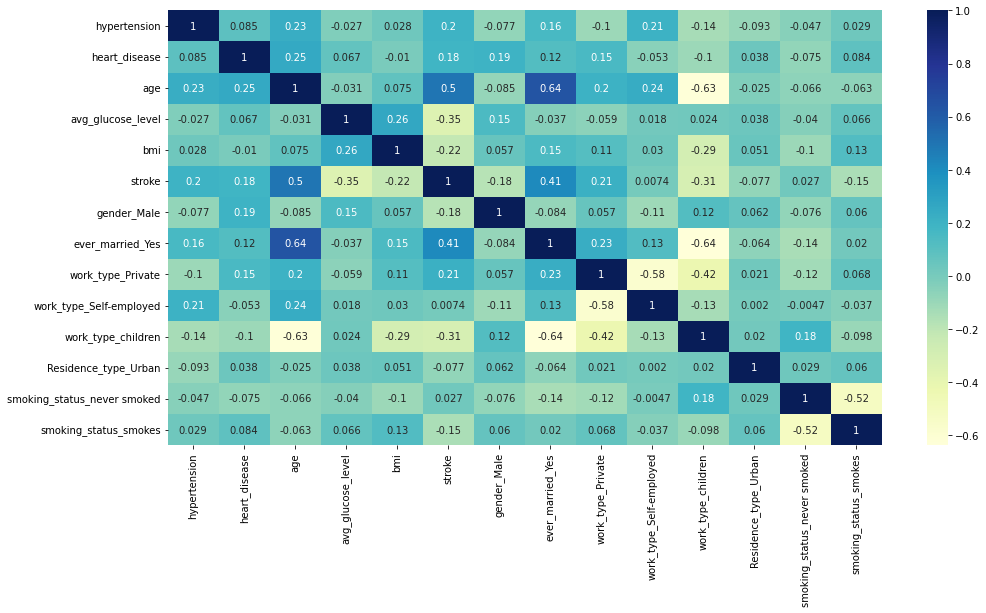 hypertension 1 0.085 0.23 -0.027 0.028 0.2 -0.077 0.16 -0.1 0.21 -0.14 -0.093 -0.047 0.029
heart_disease 0.085 1 0.25 0.067 -0.01 0.18 0.19 0.12 0.15 -0.053 -0.1 0.038 -0.075 0.084
age 0.23 0.25 1 -0.031 0.075 0.5 -0.085 0.64 0.2 0.24 -0.63 -0.025 -0.066 -0.063
avg_glucose_level -0.027 0.067 -0.031 1 0.26 -0.35 0.15 -0.037 -0.059 0.018 0.024 0.038 -0.04 0.066
bmi 0.028 -0.01 0.075 0.26 1 -0.22 0.057 0.15 0.11 0.03 -0.29 0.051 -0.1 0.13
stroke 0.2 0.18 0.5 -0.35 -0.22 1 -0.18 0.41 0.21 0.0074 -0.31 -0.077 0.027 -0.15
gender_Male -0.077 0.19 -0.085 0.15 0.057 -0.18 1 -0.084 0.057 -0.11 0.12 0.062 -0.076 0.06
ever_married_Yes 0.16 0.12 0.64 -0.037 0.15 0.41 -0.084 1 0.23 0.13 -0.64 -0.064 -0.14 0.02
work_type_Private -0.1 0.15 0.2 -0.059 0.11 0.21 0.057 0.23 1 -0.58 -0.42 0.021 -0.12 0.068
work_type_Self-employed 0.21 -0.053 0.24 0.018 0.03 0.0074 -0.11 0.13 -0.58 1 -0.13 0.002 -0.0047 -0.037
work_type_children -0.14 -0.1 -0.63 0.024 -0.29 -0.31 0.12 -0.64 -0.42 -0.13 1 0.02 0.18 -0.098
Residence_type_Urban -0.093 0.038 -0.025 0.038 0.051 -0.077 0.062 -0.064 0.021 0.002 0.02 1 0.029 0.06
smoking_status_never smoked -0.047 -0.075 -0.066 -0.04 -0.1 0.027 -0.076 -0.14 -0.12 -0.0047 0.18 0.029 1 -0.52
smoking_status_smokes 0.029 0.084 -0.063 0.066 0.13 -0.15 0.06 0.02 0.068 -0.037 -0.098 0.06 -0.52 1
hypertension
heart_disease
age
avg_glucose_level
bmi
stroke
gender_Male
ever_married_Yes
work_type_Private
work_type_Self-employed
work_type_children
Residence_type_Urban
smoking_status_never smoked
smoking_status_smokes
1.0
0.8
0.6
0.4
0.2
0.0
−0.2
−0.4
−0.6